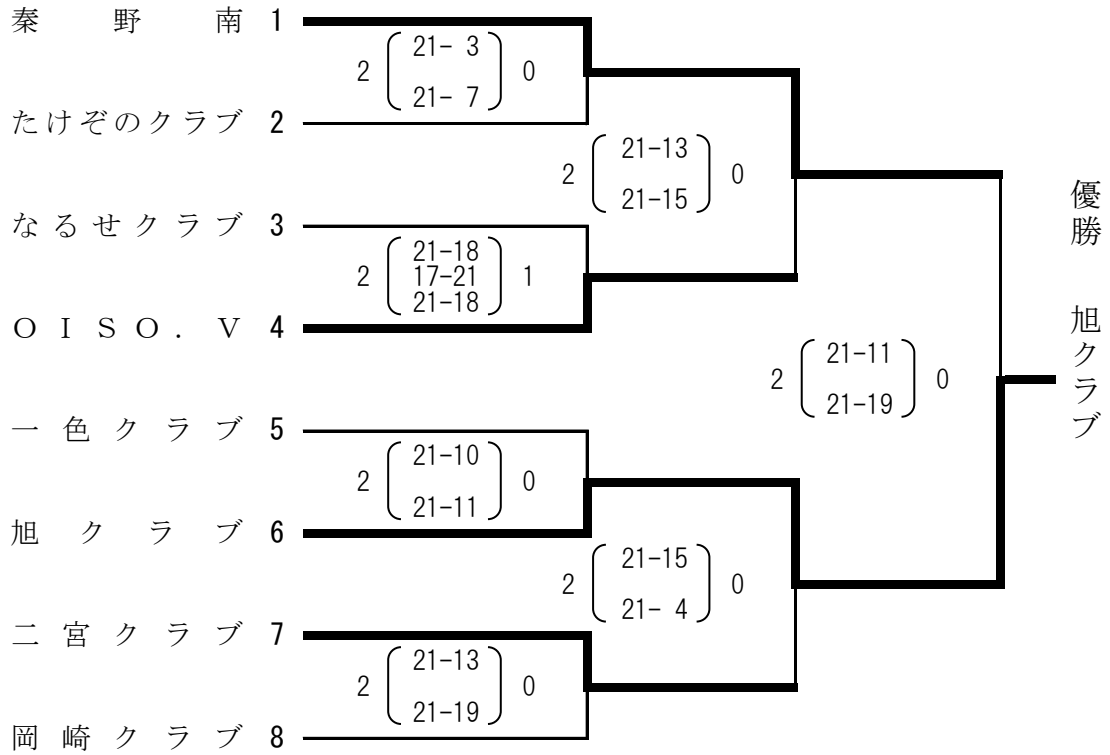 秦野南 1
2 21- 3 0
21- 7
たけぞのクラブ 2
2 21-13 0
21-15
なるせクラブ 3
2 21-18 1
17-21
21-18
ＯＩＳＯ．Ｖ 4
2 21-11 0
21-19
一色クラブ 5
2 21-10 0
21-11
旭クラブ 6
2 21-15 0
21- 4
二宮クラブ 7
2 21-13 0
21-19
岡崎クラブ 8
優勝 旭クラブ